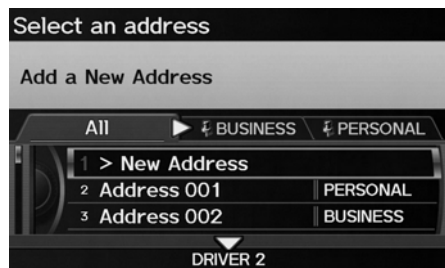 Select an address
Add a New Address
All BUSINESS PERSONAL
1 > New Address
2 Address 001 PERSONAL
3 Address 002 BUSINESS
DRIVER 2